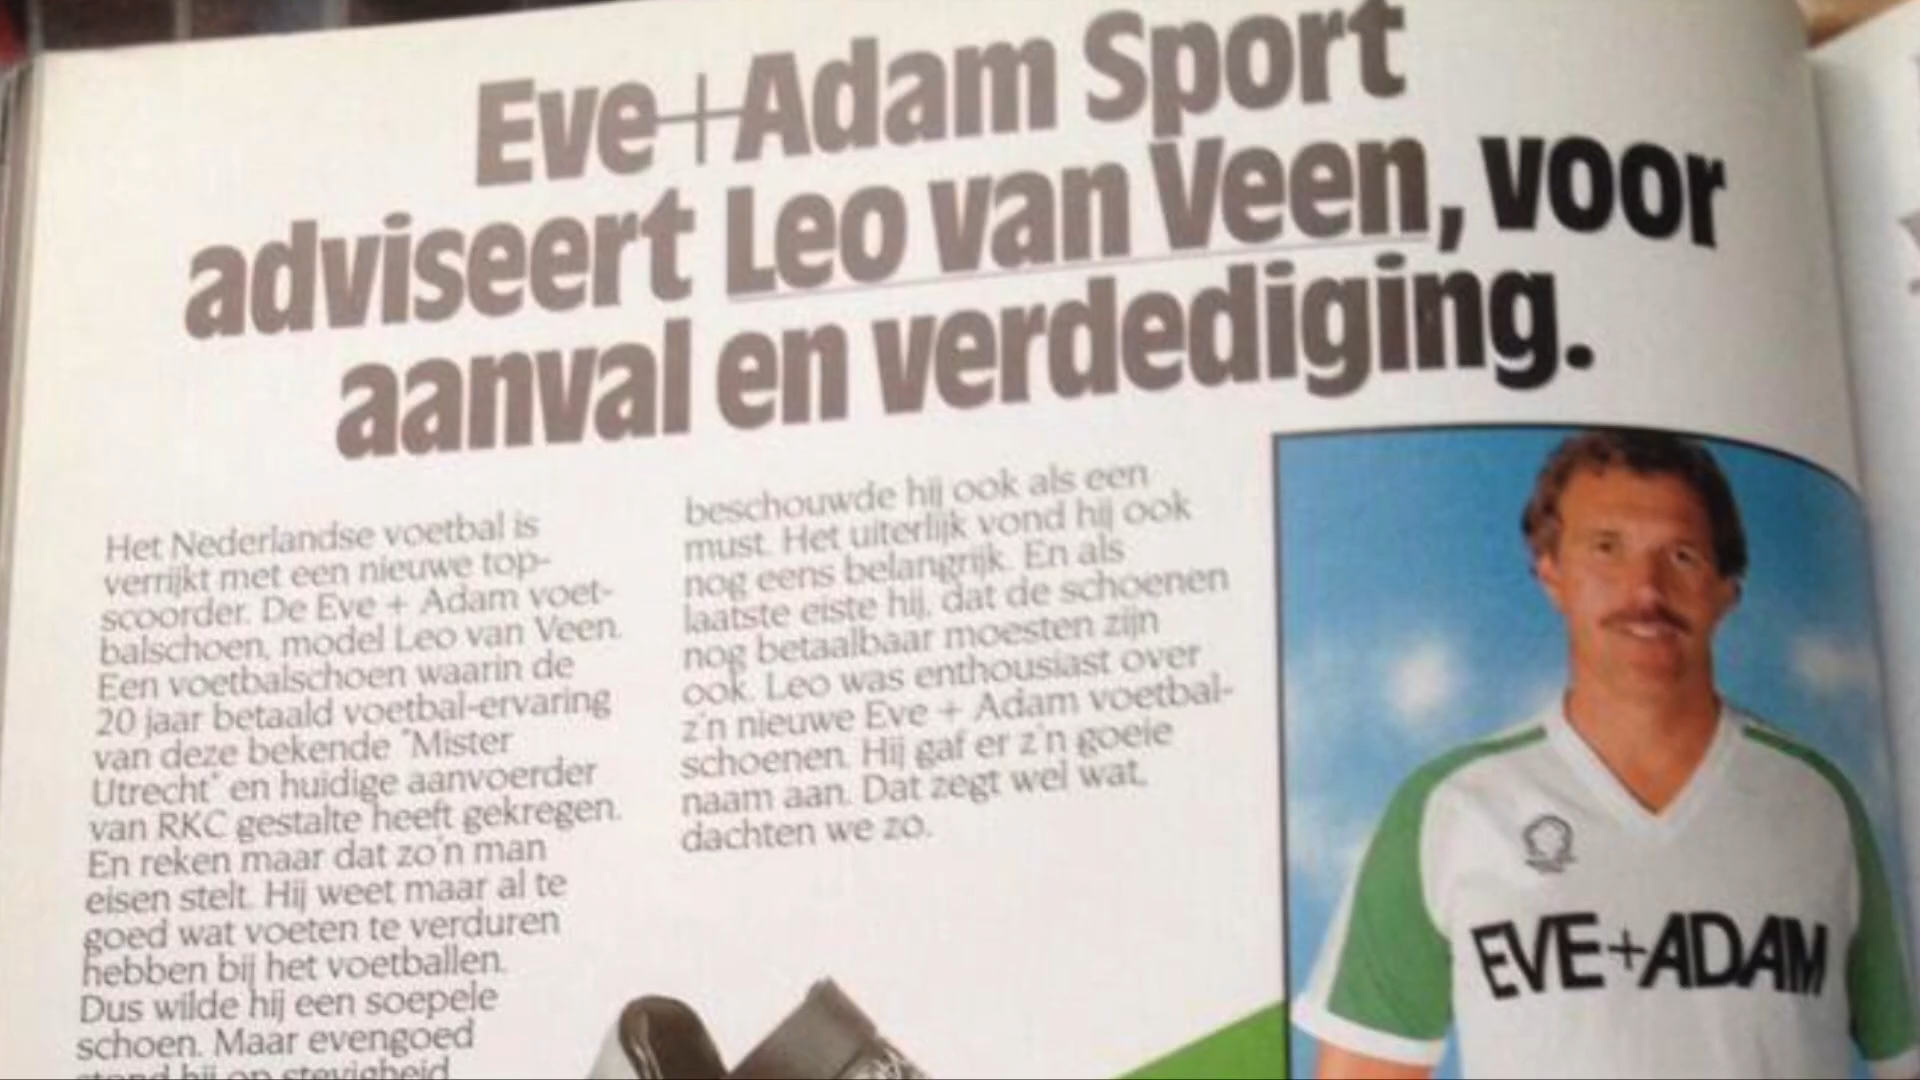 Eve+Adam Sport
adviseert Leo van Veen, voor
aanval en verdediging.
Het Nederlandse voetbal is
verrijkt met een nieuwe top-
scoorder. De Eve + Adam voet-
balschoen, model Leo van Veen.
Een voetbalschoen waarin de
20 jaar betaald voetbal-ervaring
van deze bekende "Mister
Utrecht" en huidige aanvoerder
van RKC gestalte heeft gekregen.
En reken maar dat zo'n man
eisen stelt. Hij weet maar al te
goed wat voeten te verduren
hebben bij het voetballen.
Dus wilde hij een soepele
schoen. Maar evengoed
stond hij op stevigheid
beschouwde hij ook als een
must. Het uiterlijk vond hij ook
nog eens belangrijk. En als
laatste eiste hij, dat de schoenen
nog betaalbaar moesten zijn
ook. Leo was enthousiast over
z'n nieuwe Eve + Adam voetbal-
schoenen. Hij gaf er z'n goeie
naam aan. Dat zegt wel wat,
dachten we zo.
EVE+ADAM